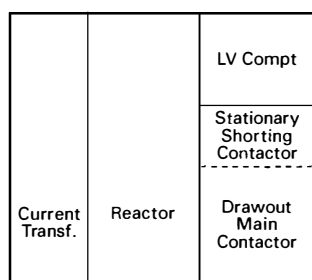 LV Compt
Stationary
Shorting
Contactor
Current
Transf.
Reactor
Drawout
Main
Contactor